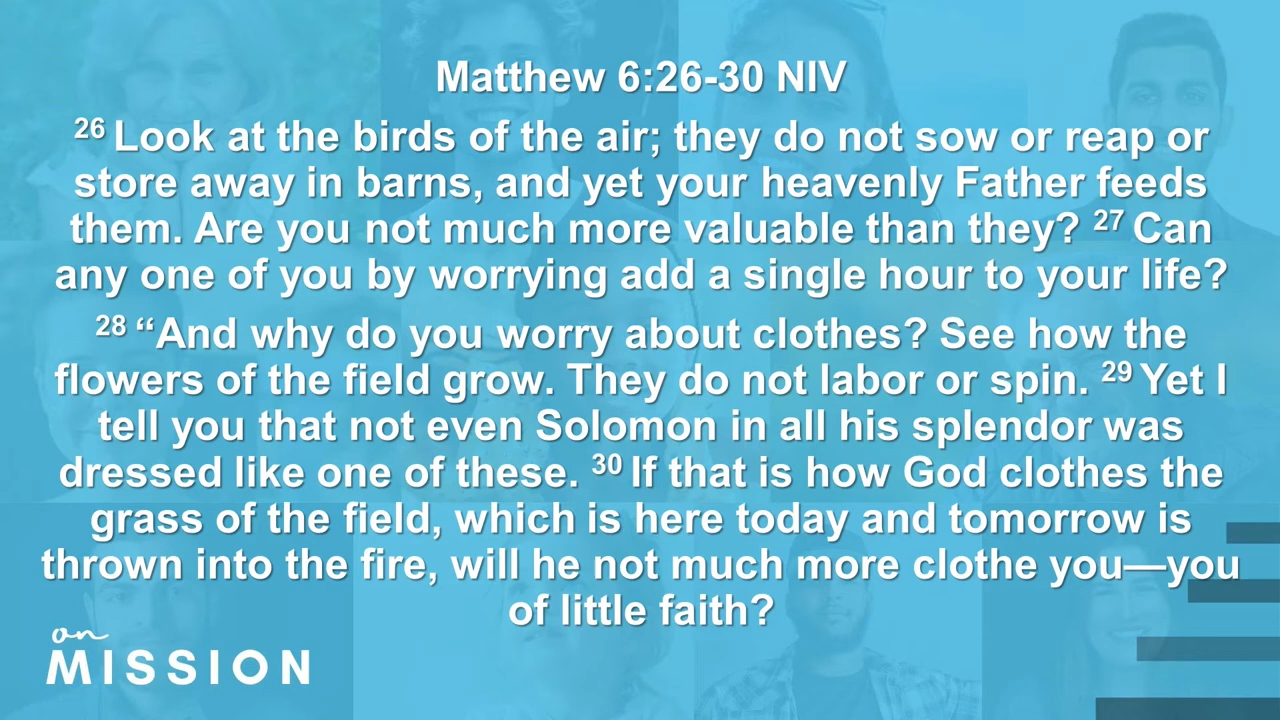 Matthew 6:26-30 NIV
26 Look at the birds of the air; they do not sow or reap or
store away in barns, and yet your heavenly Father feeds
them. Are you not much more valuable than they? 27 Can
any one of you by worrying add a single hour to your life?
28 “And why do you worry about clothes? See how the
flowers of the field grow. They do not labor or spin. 29 Yet I
tell you that not even Solomon in all his splendor was
dressed like one of these. 30 If that is how God clothes the
grass of the field, which is here today and tomorrow is
thrown into the fire, will he not much more clothe you—you
of little faith?
on
MISSION